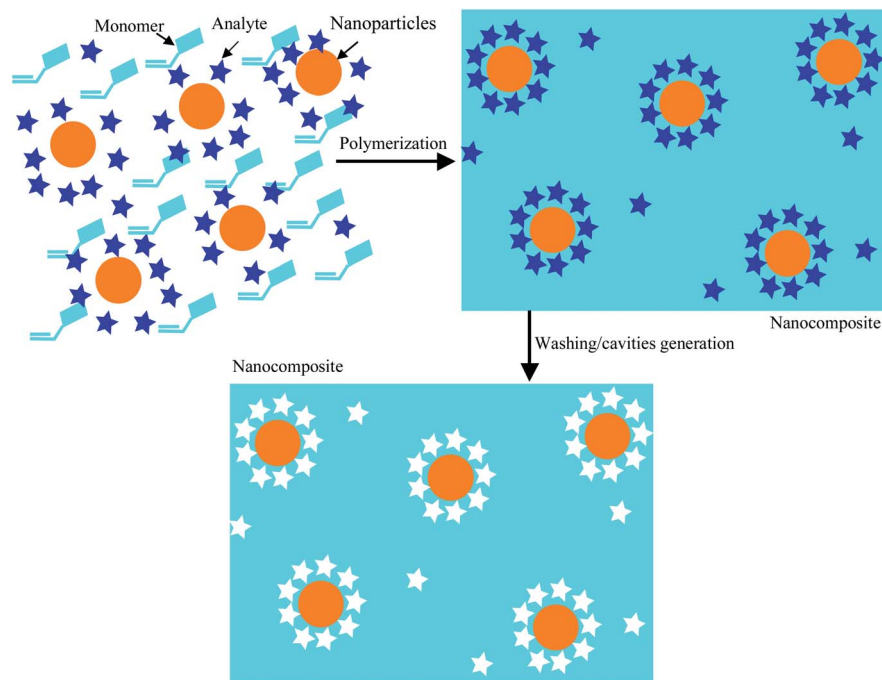 Monomer
Analyte
Nanoparticles
Polymerization
Nanocomposite
Washing/cavities generation
Nanocomposite